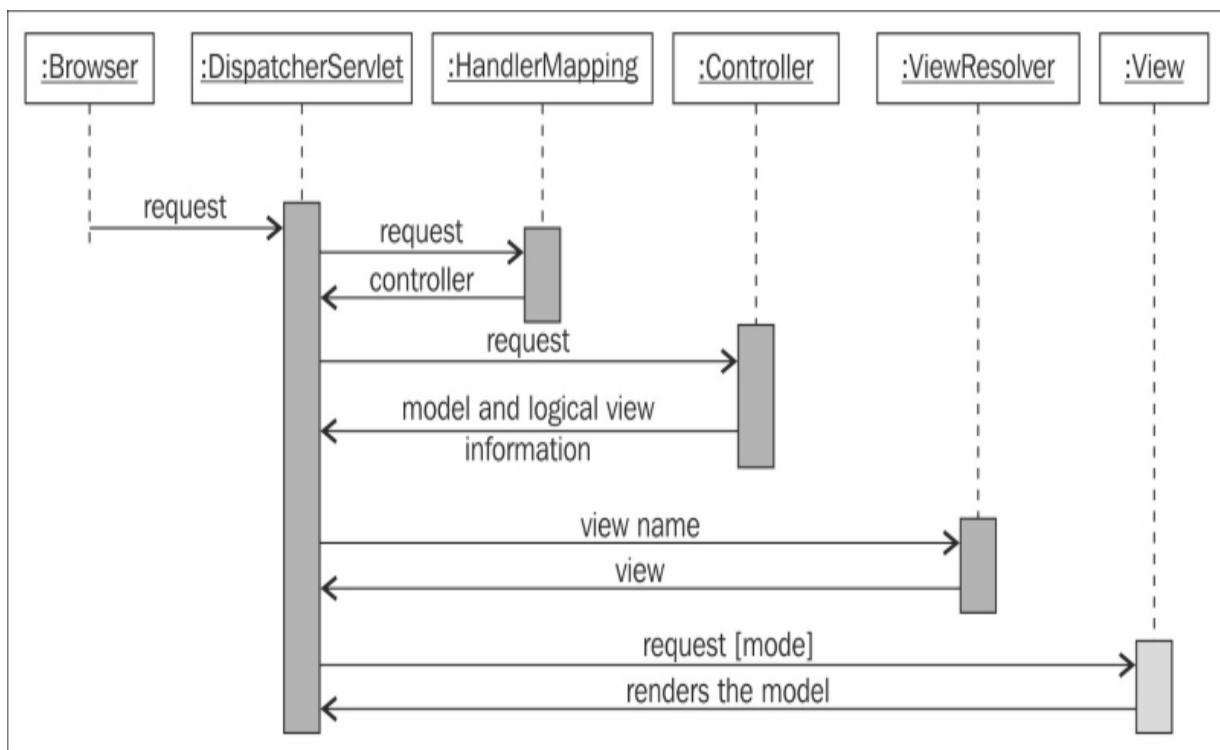 :Browser
:DispatcherServlet
:HandlerMapping
:Controller
:ViewResolver
:View
request
request
controller
request
model and logical view
information
view name
view
request [mode]
renders the model